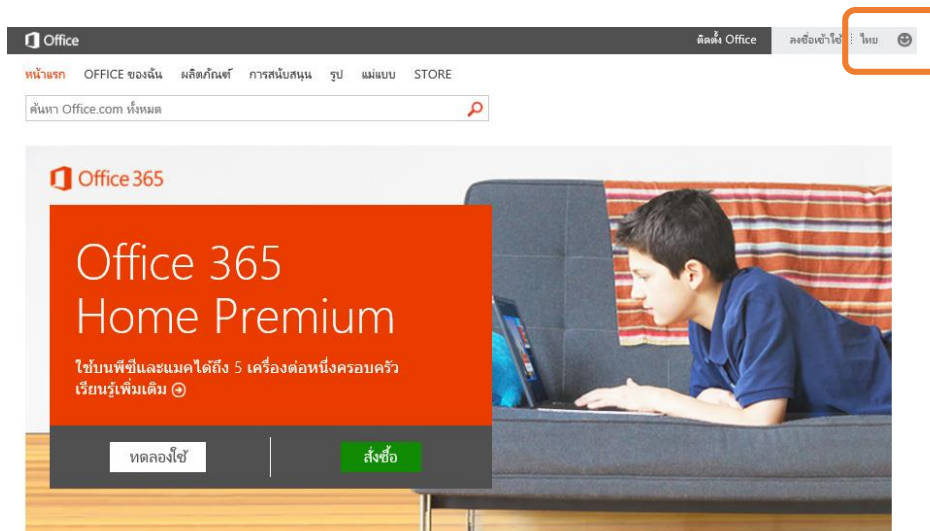 Office
ติดตั้ง Office ลงชื่อเข้าใช้ ไทย
หน้าแรก OFFICE ของฉัน ผลิตภัณฑ์ การสนับสนุน รูป แม่แบบ STORE
ค้นหา Office.com ทั้งหมด
Office 365
Office 365
Home Premium
ใช้บนพีซีและแมคได้ถึง 5 เครื่องต่อหนึ่งครอบครัว
เรียนรู้เพิ่มเติม
ทดลองใช้ สั่งซื้อ